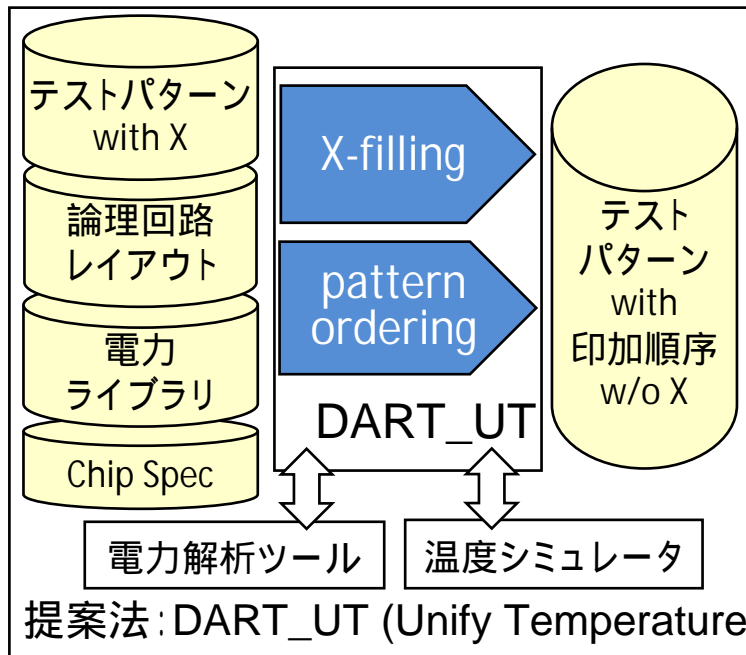 テストパターン
with X
論理回路
レイアウト
電力
ライブラリ
Chip Spec
X-filling
pattern
ordering
DART_UT
テスト
パターン
with
印加順序
w/o X
電力解析ツール
温度シミュレータ
提案法:DART_UT (Unify Temperature